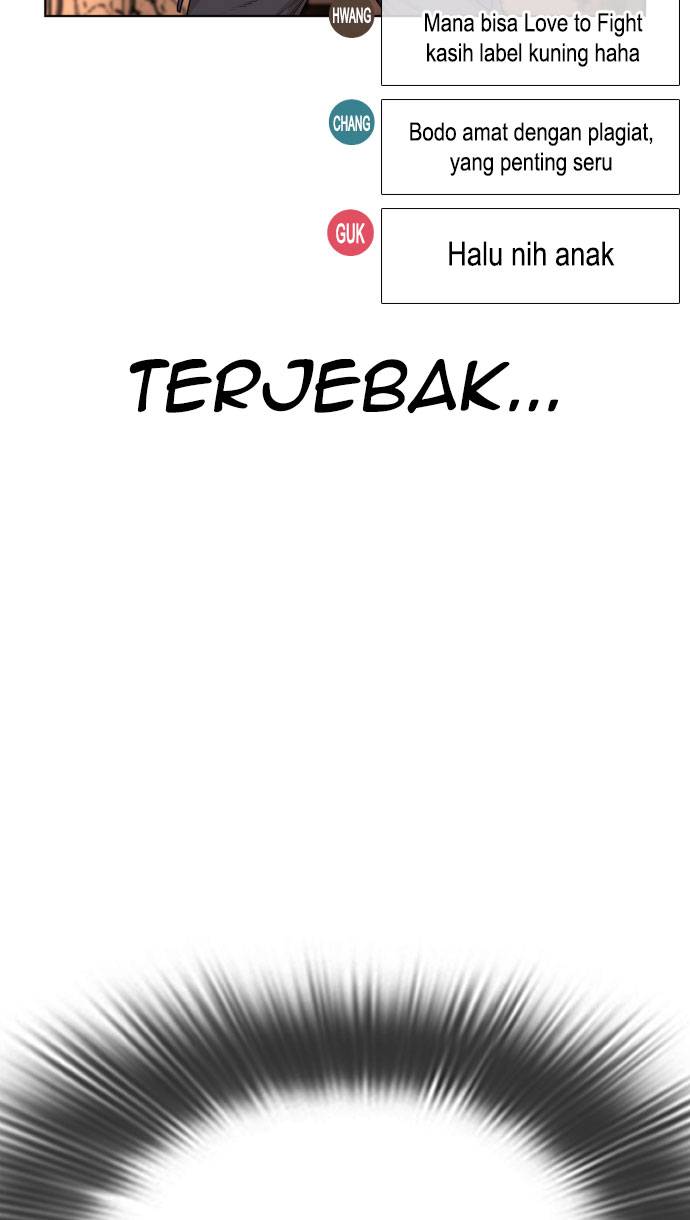 HWANG
Mana bisa Love to Fight
kasih label kuning haha
CHANG
Bodo amat dengan plagiat,
yang penting seru
GUK
Halu nih anak
TERJEBAK...